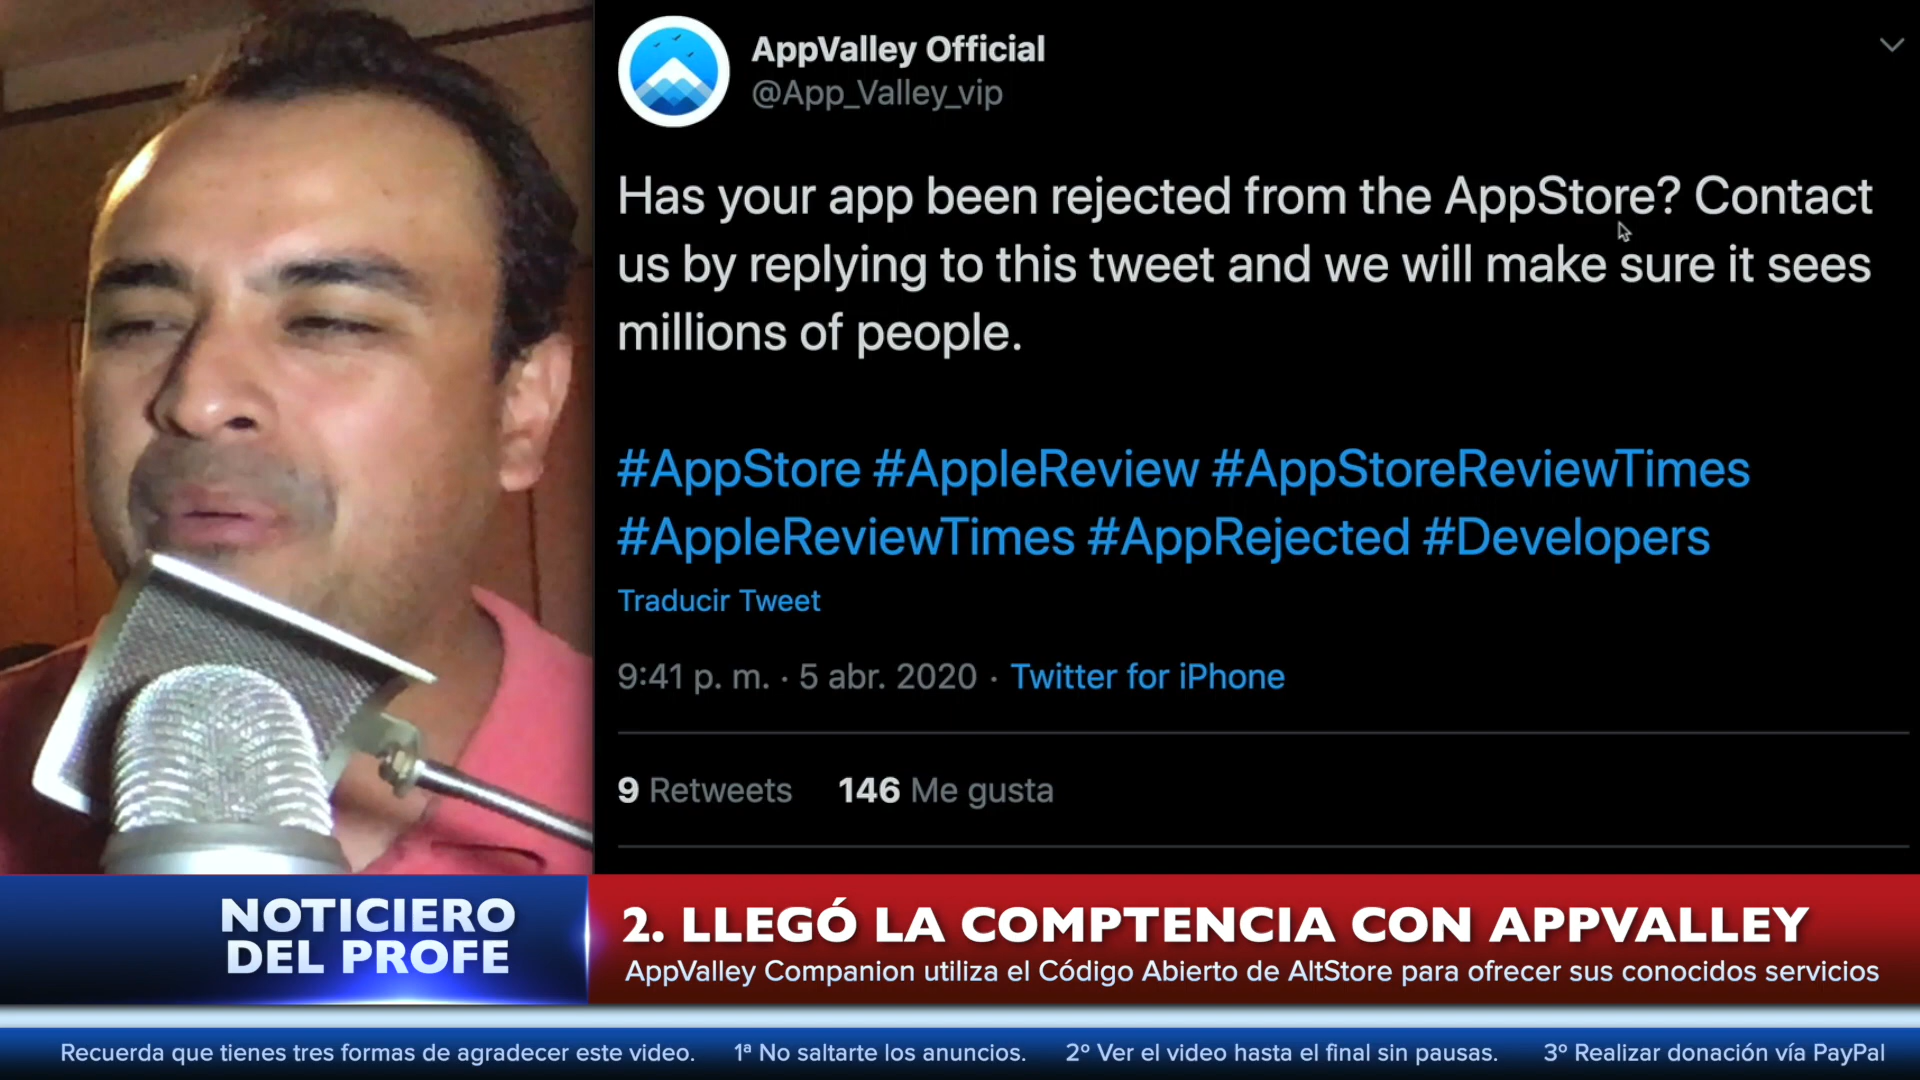 AppValley Official
@App_Valley_vip
Has your app been rejected from the AppStore? Contact
us by replying to this tweet and we will make sure it sees
millions of people.
#AppStore #AppleReview #AppStoreReviewTimes
#AppleReviewTimes #AppRejected #Developers
Traducir Tweet
9:41 p. m. · 5 abr. 2020 · Twitter for iPhone
9 Retweets 146 Me gusta
NOTICIERO
DEL PROFE
2. LLEGÓ LA COMPTENCIA CON APPVALLEY
AppValley Companion utiliza el Código Abierto de AltStore para ofrecer sus conocidos servicios
Recuerda que tienes tres formas de agradecer este video. 1ª No saltarte los anuncios. 2º Ver el video hasta el final sin pausas. 3º Realizar donación vía PayPal